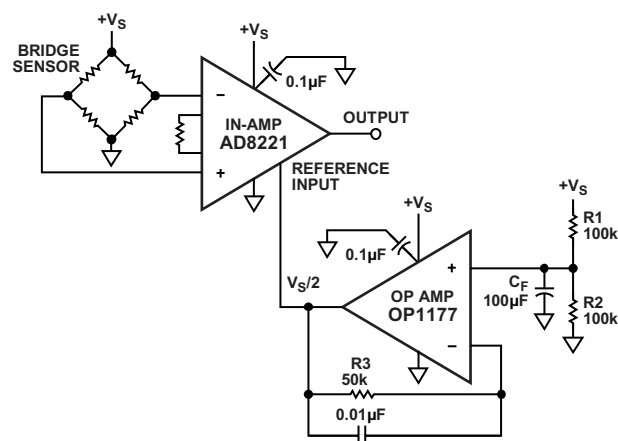 +VS
BRIDGE
SENSOR
+VS
0.1µF
−
IN-AMP
AD8221
+
OUTPUT
REFERENCE
INPUT
+VS
0.1µF
VS/2
+
OP AMP
OP1177
−
+VS
R1
100k
CF
100µF
R2
100k
R3
50k
0.01µF